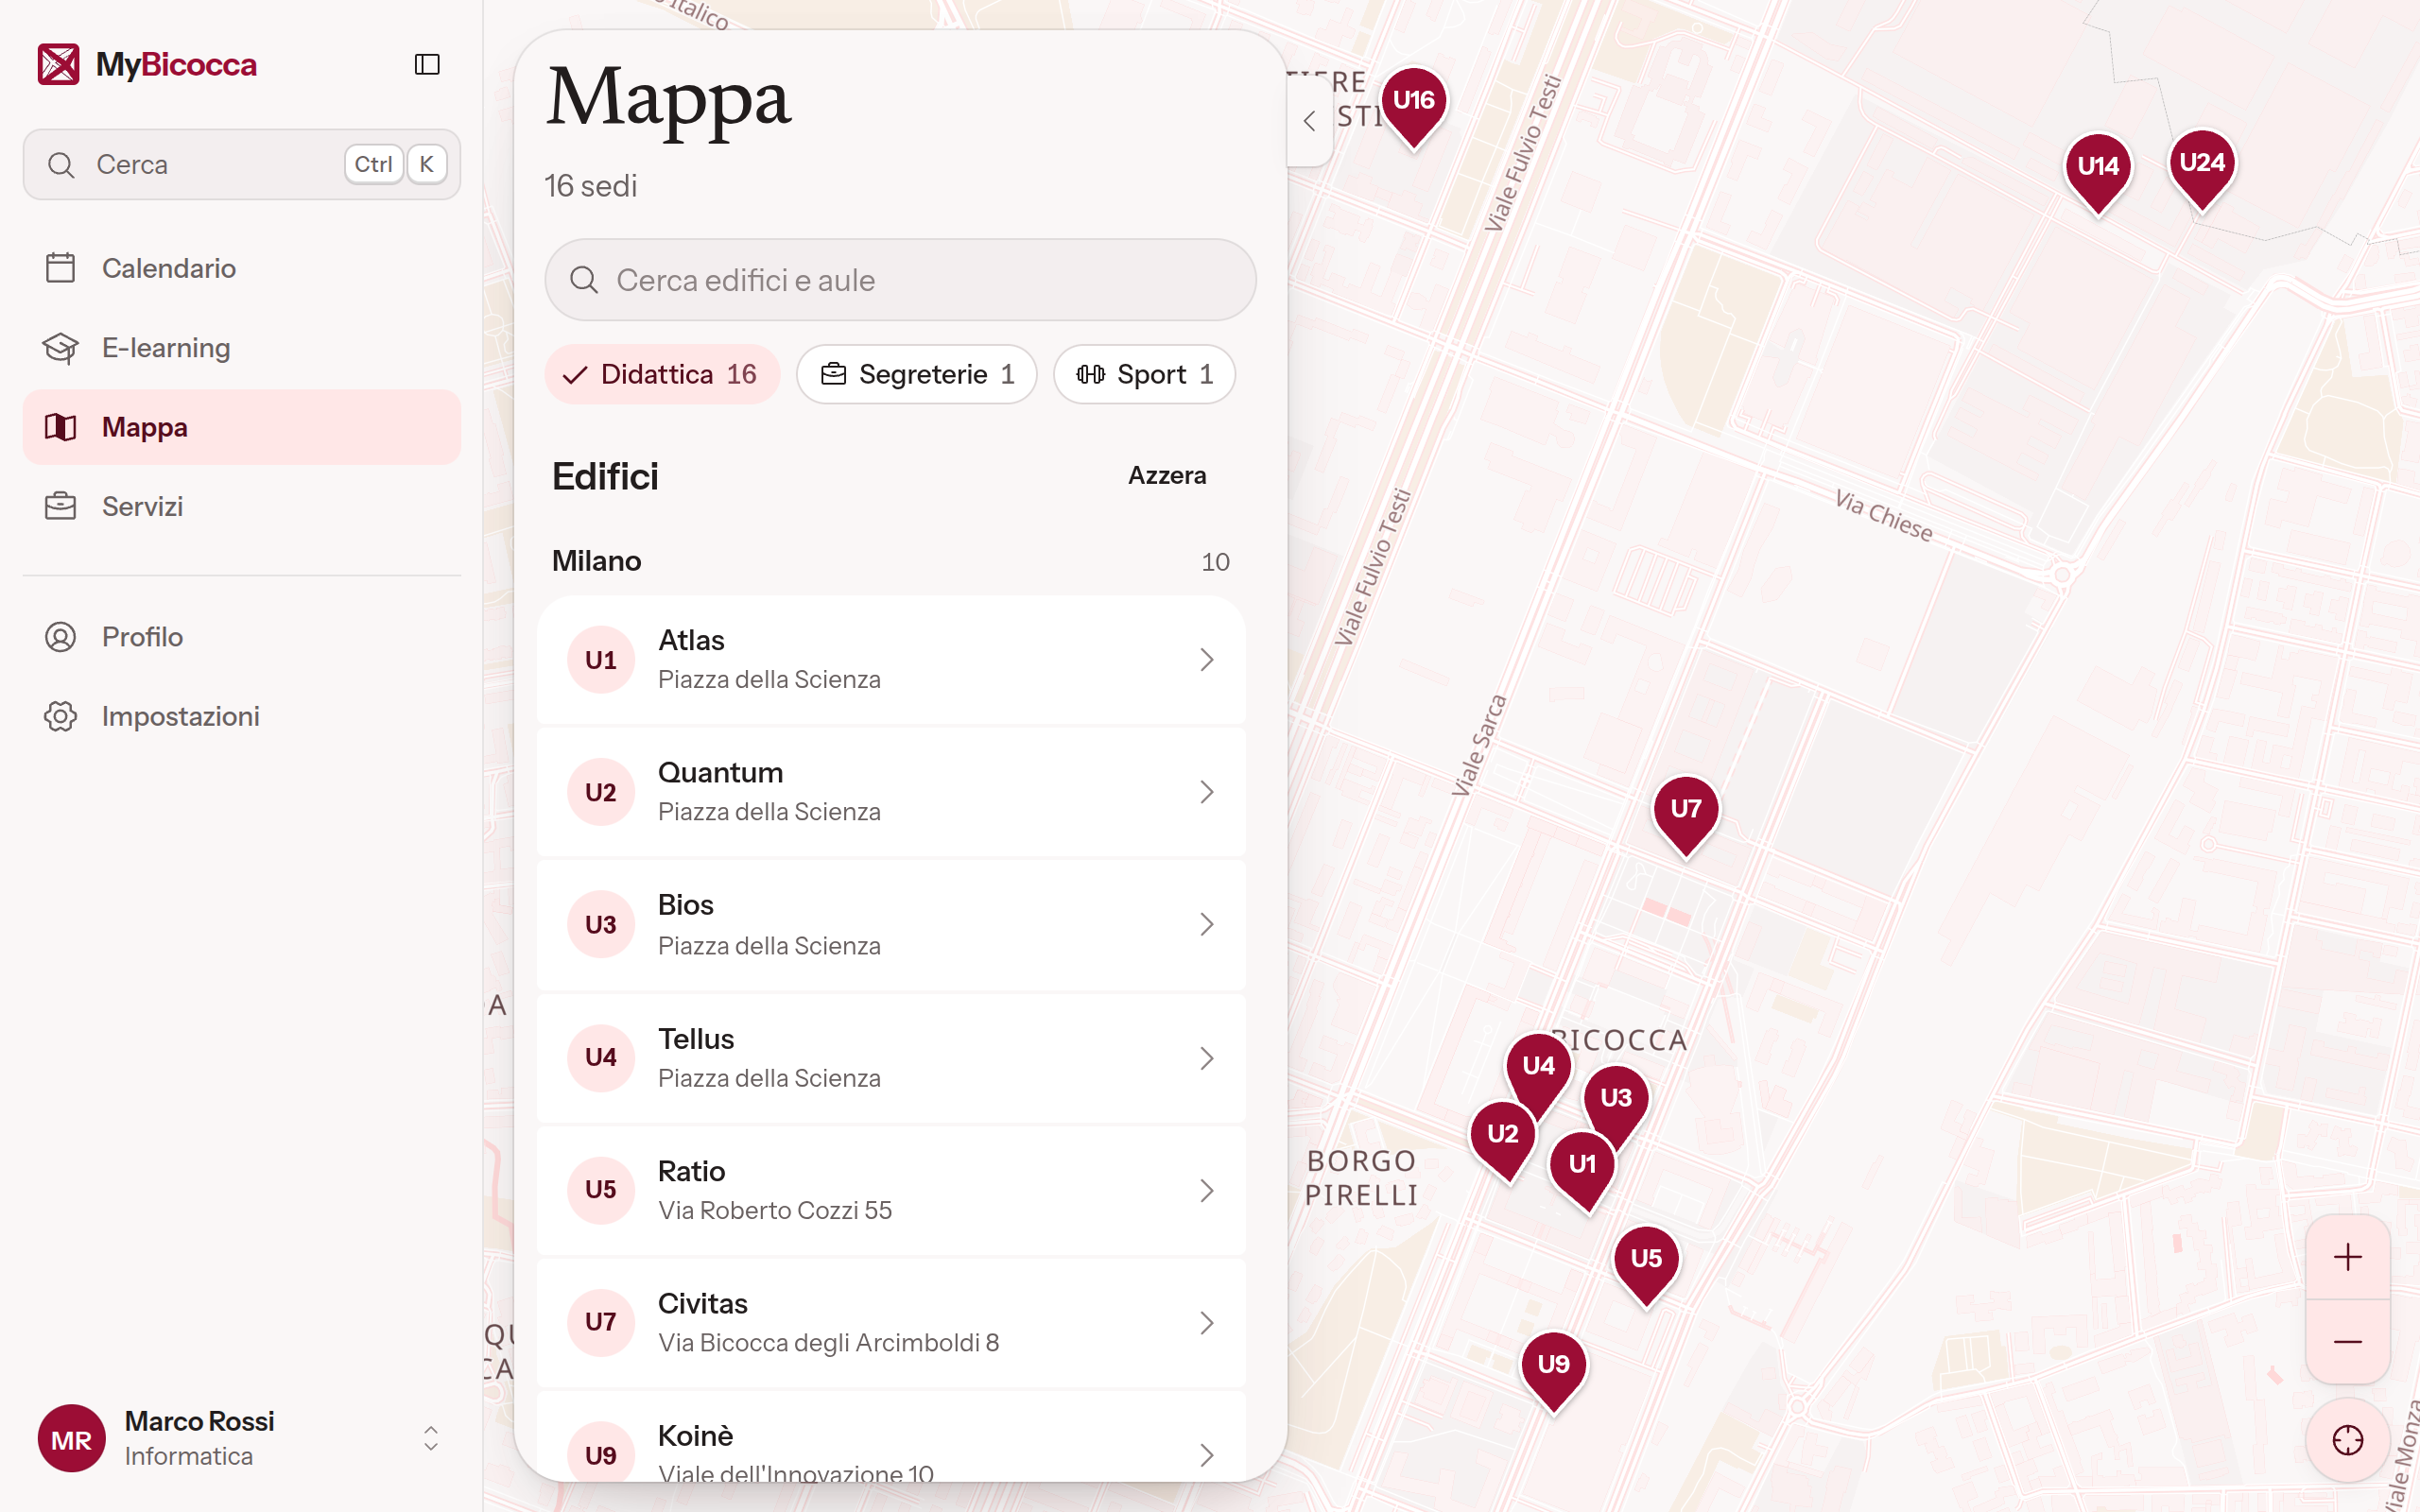 MyBicocca
Cerca
Ctrl K
Calendario
E-learning
Mappa
Servizi
Profilo
Impostazioni
MR
Marco Rossi
Informatica
Mappa
16 sedi
Cerca edifici e aule
Didattica 16
Segreterie 1
Sport 1
Edifici
Azzera
Milano
10
U1
Atlas
Piazza della Scienza
U2
Quantum
Piazza della Scienza
U3
Bios
Piazza della Scienza
U4
Tellus
Piazza della Scienza
U5
Ratio
Via Roberto Cozzi 55
U7
Civitas
Via Bicocca degli Arcimboldi 8
U9
Koinè
Viale dell'Innovazione 10
Italico
U16
U14
U24
Viale Fulvio Testi
Via Chiese
Viale Fulvio Testi
Viale Sarca
U7
BICOCCA
U4
U3
U2
U1
BORGO
PIRELLI
U5
U9
Viale Monza